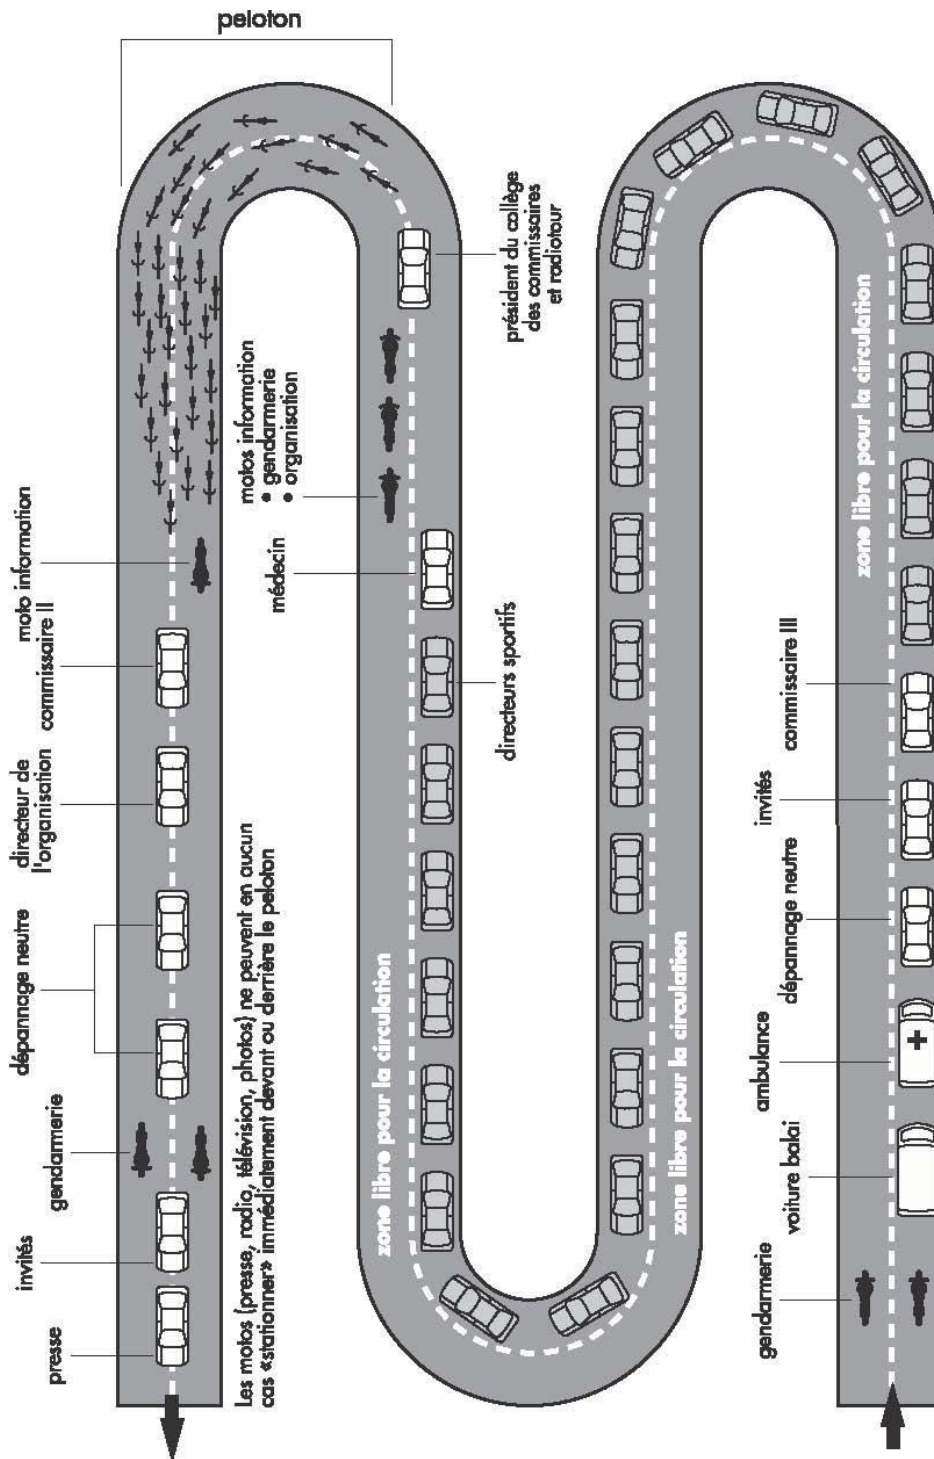 peloton
presse
invités
gendarmerie
dépannage neutre
directeur de
l'organisation
commissaire II
moto information
Les motos (presse, radio, télévision, photos) ne peuvent en aucun
cas «stationner» immédiatement devant ou derrière le peloton
médecin
motos information
• gendarmerie
• organisation
président du collège
des commissaires
et radiotour
directeurs sportifs
zone libre pour la circulation
zone libre pour la circulation
zone libre pour la circulation
gendarmerie
voiture balai
ambulance
dépannage neutre
invités
commissaire III